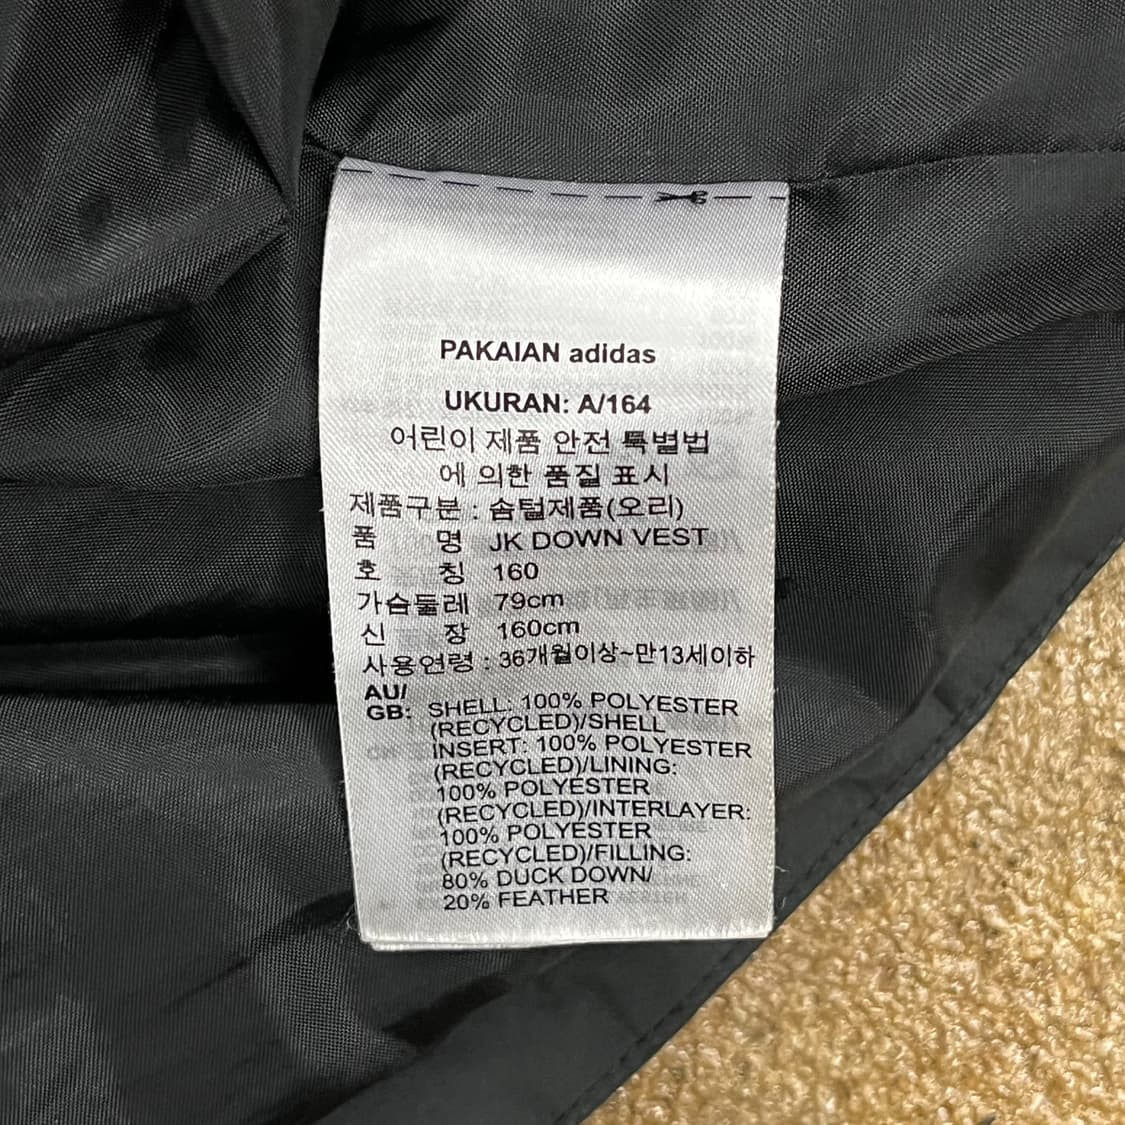 PAKAIAN adidas
UKURAN: A/164
어린이 제품 안전 특별법
에 의한 품질 표시
제품구분 : 솜털제품(오리)
품 명 JK DOWN VEST
호 칭 160
가슴둘레 79cm
신 장 160cm
사용연령 : 36개월이상~만13세이하
AU/
GB: SHELL: 100% POLYESTER
(RECYCLED)/SHELL
INSERT: 100% POLYESTER
(RECYCLED)/LINING:
100% POLYESTER
(RECYCLED)/INTERLAYER:
100% POLYESTER
(RECYCLED)/FILLING:
80% DUCK DOWN/
20% FEATHER